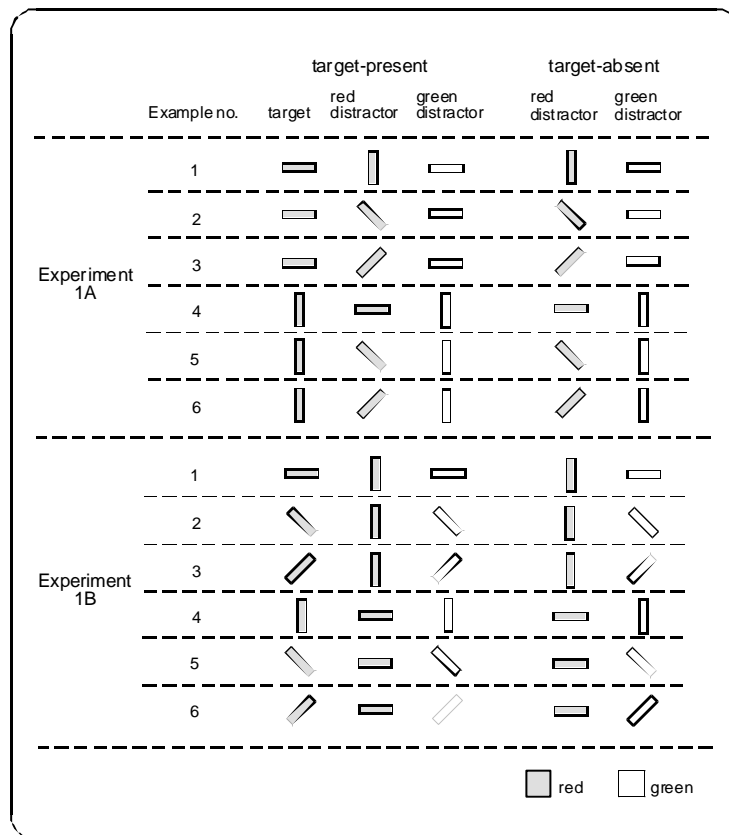 target-present target-absent
red green red green
Example no. target distractor distractor distractor distractor
1
2
3
Experiment
1A
4
5
6
1
2
3
Experiment
1B
4
5
6
red green